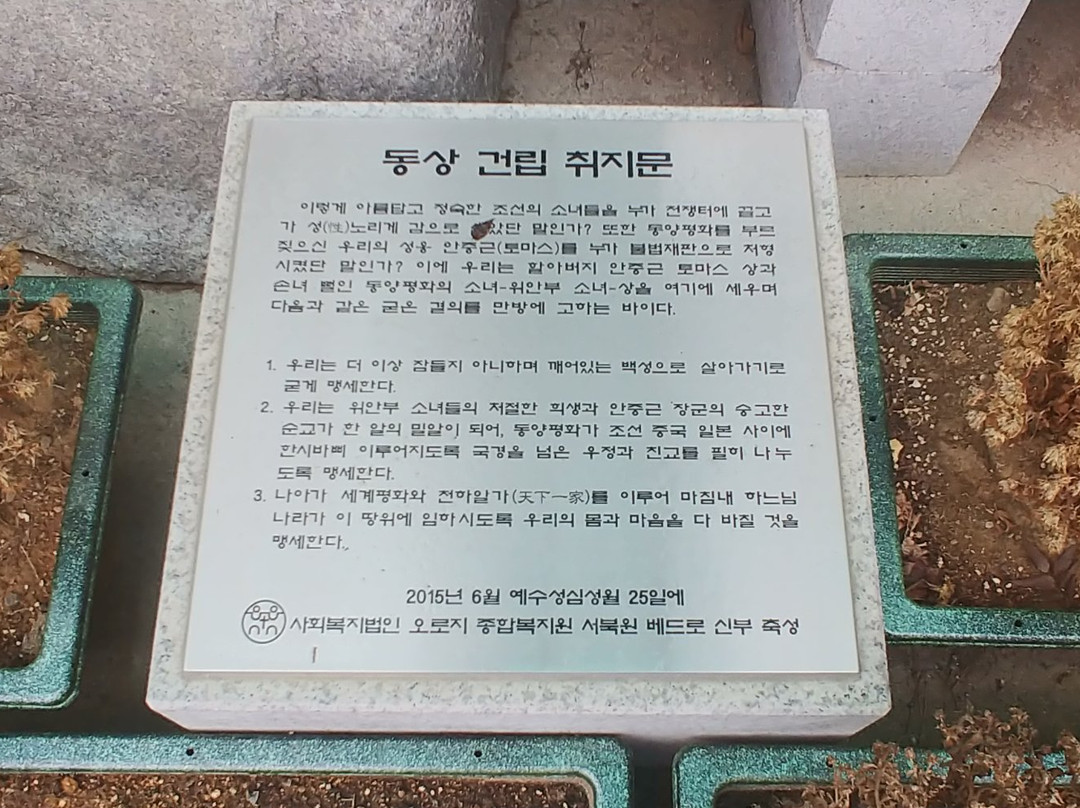 동상 건립 취지문
이렇게 아름답고 정숙한 조선의 소녀들을 누가 전쟁터에 끌고
가 성(性)노리게 감으로 았단 말인가? 또한 동양평화를 부르
짖으신 우리의 성웅 안중근(토마스)를 누가 불법재판으로 처형
시켰단 말인가? 이에 우리는 할아버지 안중근 토마스 상과
손녀 뻘인 동양평화의 소녀-위안부 소녀-상을 여기에 세우며
다음과 같은 굳은 결의를 만방에 고하는 바이다.
1. 우리는 더 이상 잠들지 아니하며 깨어있는 백성으로 살아가기로
굳게 맹세한다.
2. 우리는 위안부 소녀들의 처절한 희생과 안중근 장군의 숭고한
순교가 한 알의 밀알이 되어, 동양평화가 조선 중국 일본 사이에
한시바삐 이루어지도록 국경을 넘은 우정과 친교를 필히 나누
도록 맹세한다.
3. 나아가 세계평화와 천하일가(天下一家)를 이루어 마침내 하느님
나라가 이 땅위에 임하시도록 우리의 몸과 마음을 다 바칠 것을
맹세한다.
2015년 6월 예수성심성월 25일에
사회복지법인 오로지 종합복지원 서북원 베드로 신부 축성